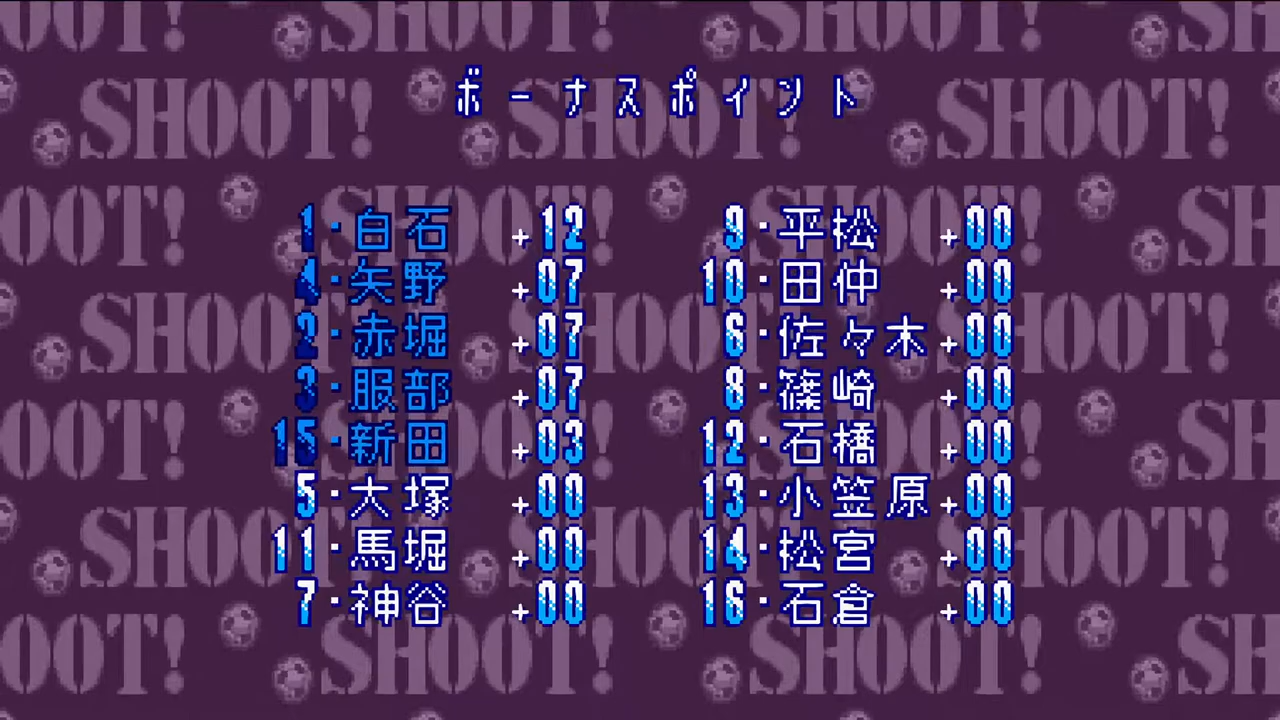 ボーナスポイント
1・白石 +12
4・矢野 +07
2・赤堀 +07
3・服部 +07
15・新田 +03
5・大塚 +00
11・馬堀 +00
7・神谷 +00
9・平松 +00
10・田仲 +00
6・佐々木 +00
8・篠崎 +00
12・石橋 +00
13・小笠原 +00
14・松宮 +00
16・石倉 +00
SHOOT!